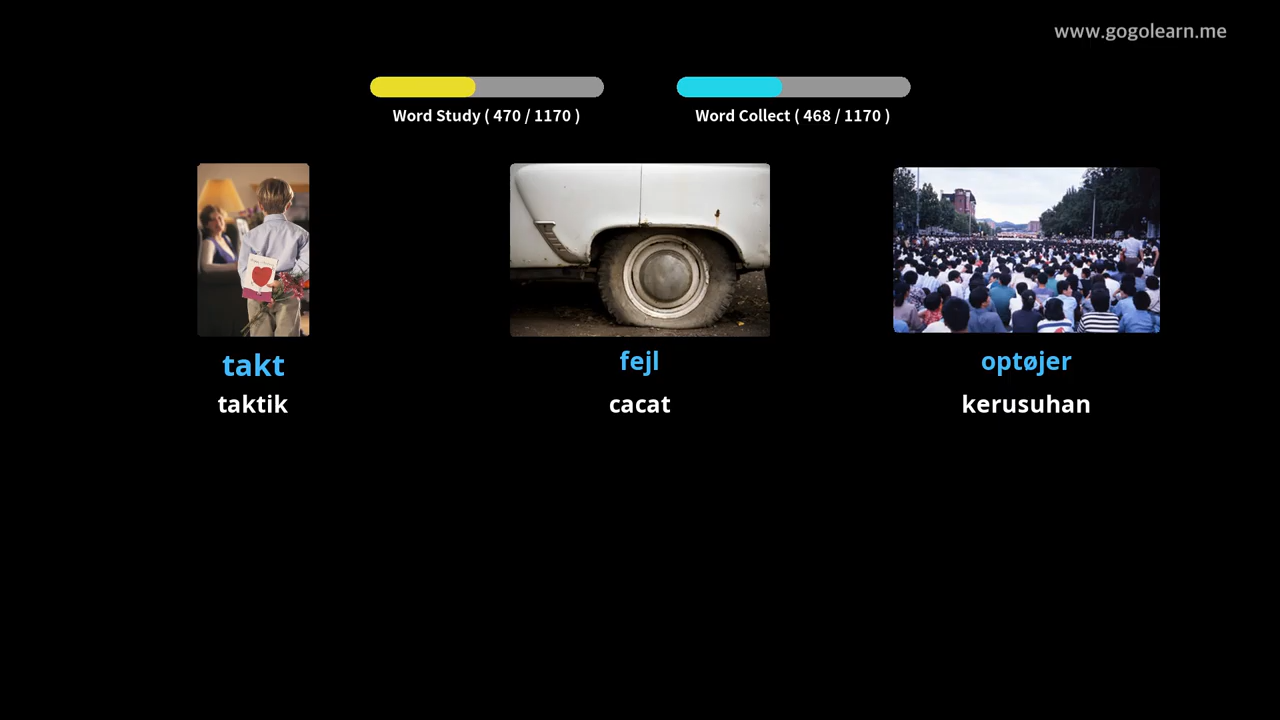 www.gogolearn.me
Word Study ( 470 / 1170 )
Word Collect ( 468 / 1170 )
takt
taktik
fejl
cacat
optøjer
kerusuhan